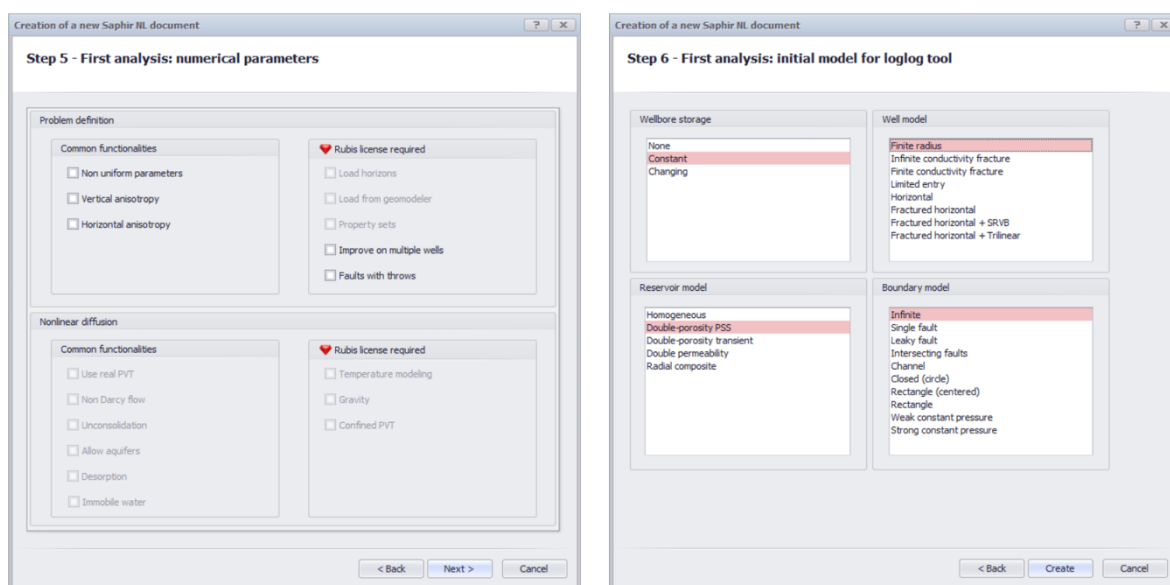 Creation of a new Saphir NL document
Step 5 - First analysis: numerical parameters
Problem definition
Common functionalities
Non uniform parameters
Vertical anisotropy
Horizontal anisotropy
Rubis license required
Load horizons
Load from geomodeler
Property sets
Improve on multiple wells
Faults with throws
Nonlinear diffusion
Common functionalities
Use real PVT
Non Darcy flow
Unconsolidation
Allow aquifers
Desorption
Immobile water
Rubis license required
Temperature modeling
Gravity
Confined PVT
< Back
Next >
Cancel
Creation of a new Saphir NL document
Step 6 - First analysis: initial model for loglog tool
Wellbore storage
None
Constant
Changing
Well model
Finite radius
Infinite conductivity fracture
Finite conductivity fracture
Limited entry
Horizontal
Fractured horizontal
Fractured horizontal + SRVB
Fractured horizontal + Trilinear
Reservoir model
Homogeneous
Double-porosity PSS
Double-porosity transient
Double permeability
Radial composite
Boundary model
Infinite
Single fault
Leaky fault
Intersecting faults
Channel
Closed (circle)
Rectangle (centered)
Rectangle
Weak constant pressure
Strong constant pressure
< Back
Create
Cancel